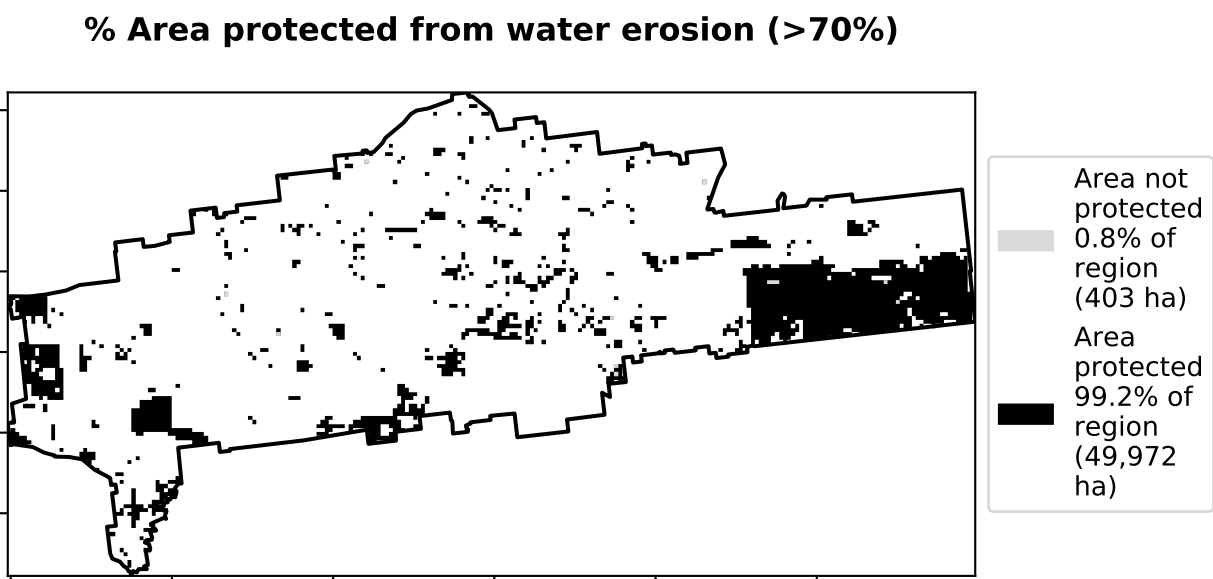 % Area protected from water erosion (>70%)
Area not
protected
0.8% of
region
(403 ha)
Area
protected
99.2% of
region
(49,972
ha)